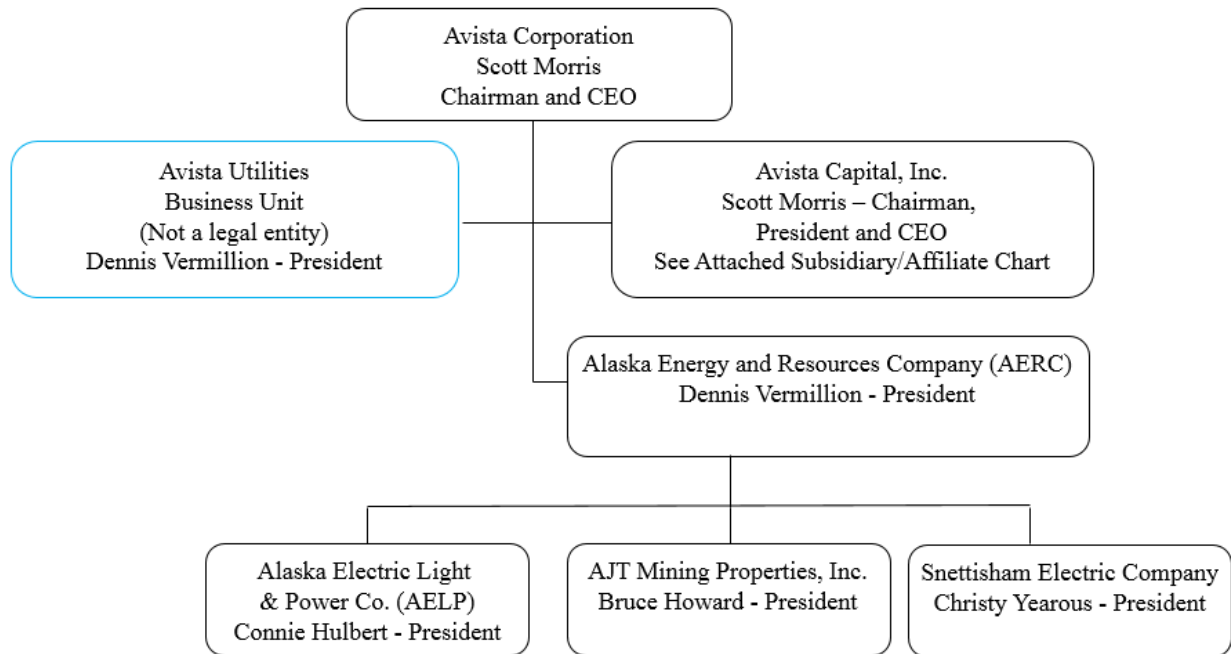 Avista Corporation
Scott Morris
Chairman and CEO
Avista Utilities
Business Unit
(Not a legal entity)
Dennis Vermillion - President
Avista Capital, Inc.
Scott Morris – Chairman,
President and CEO
See Attached Subsidiary/Affiliate Chart
Alaska Energy and Resources Company (AERC)
Dennis Vermillion - President
Alaska Electric Light
& Power Co. (AELP)
Connie Hulbert - President
AJT Mining Properties, Inc.
Bruce Howard - President
Snettisham Electric Company
Christy Yearous - President